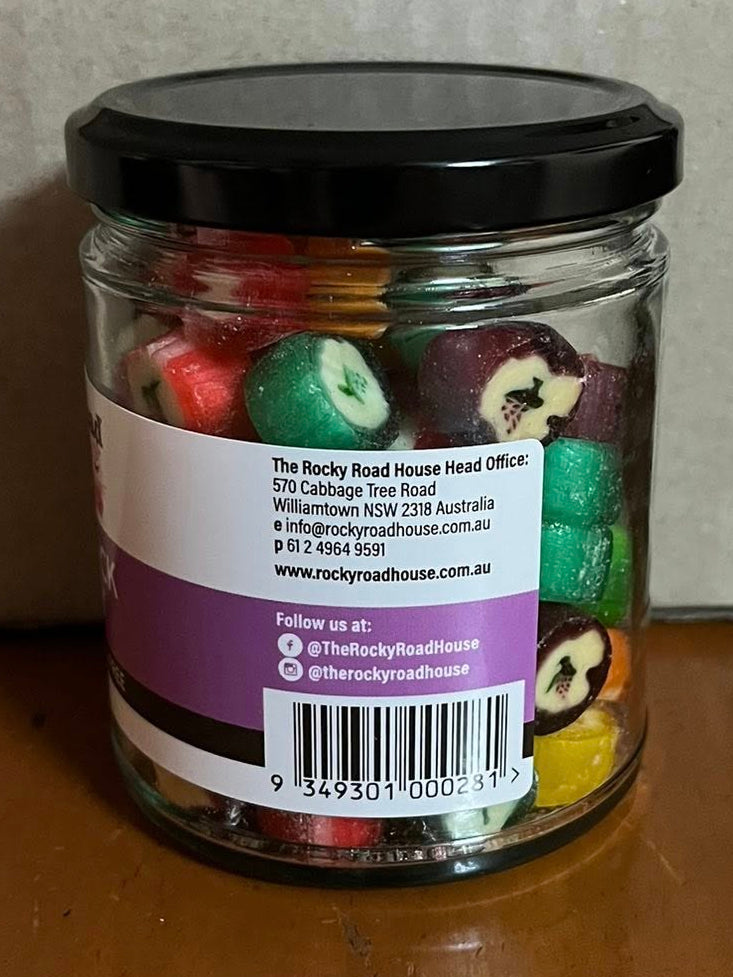 The Rocky Road House Head Office:
570 Cabbage Tree Road
Williamtown NSW 2318 Australia
e info@rockyroadhouse.com.au
p 61 2 4964 9591
www.rockyroadhouse.com.au
Follow us at:
@TheRockyRoadHouse
@therockyroadhouse
9 349301 000281 >